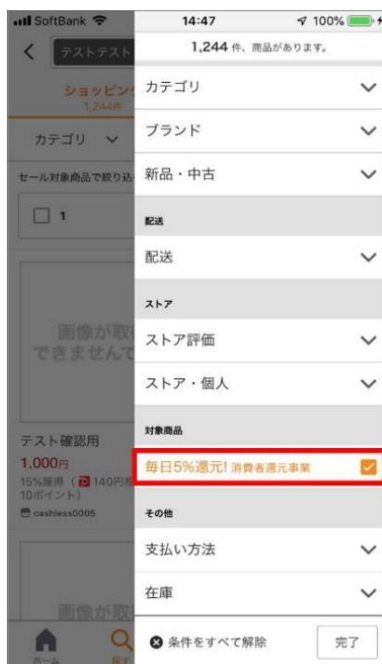 SoftBank 14:47 100%
テストテスト
1,244 件、商品があります。
ショッピン
1,244件
カテゴリ
セール対象商品で絞り込
1
画像が取
できませんて
テスト確認用
1,000円
15%獲得
140円相
10ポイント)
cashless0005
画像が取
ホーム
探す
カテゴリ
ブランド
新品・中古
配送
配送
ストア
ストア評価
ストア・個人
対象商品
毎日5%還元! 消費者還元事業
その他
支払い方法
在庫
条件をすべて解除
完了